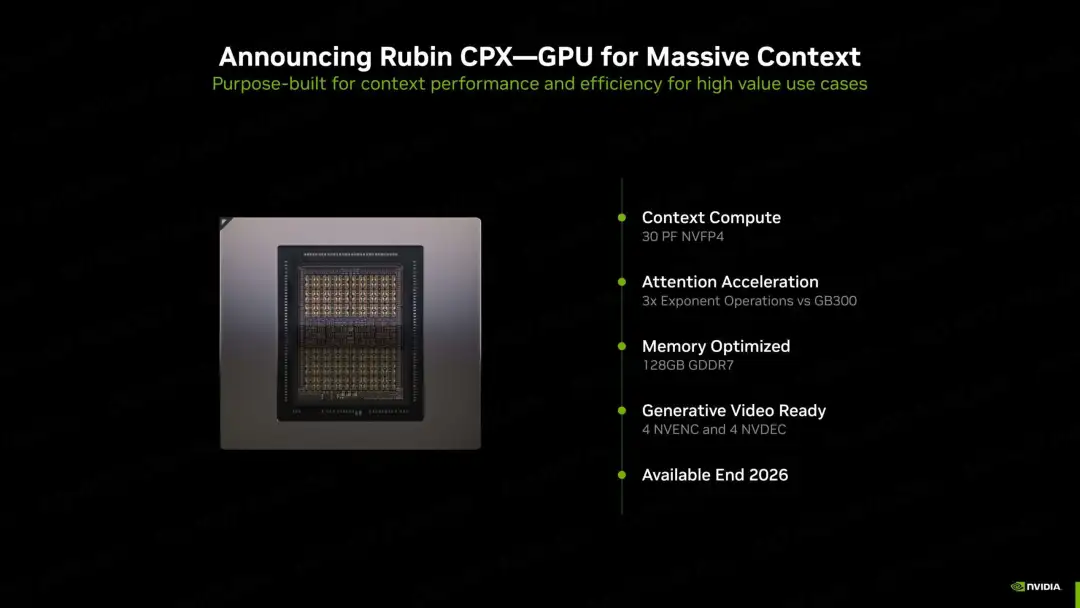 Announcing Rubin CPX—GPU for Massive Context
Purpose-built for context performance and efficiency for high value use cases
Context Compute
30 PF NVFP4
Attention Acceleration
3x Exponent Operations vs GB300
Memory Optimized
128GB GDDR7
Generative Video Ready
4 NVENC and 4 NVDEC
Available End 2026
NVIDIA